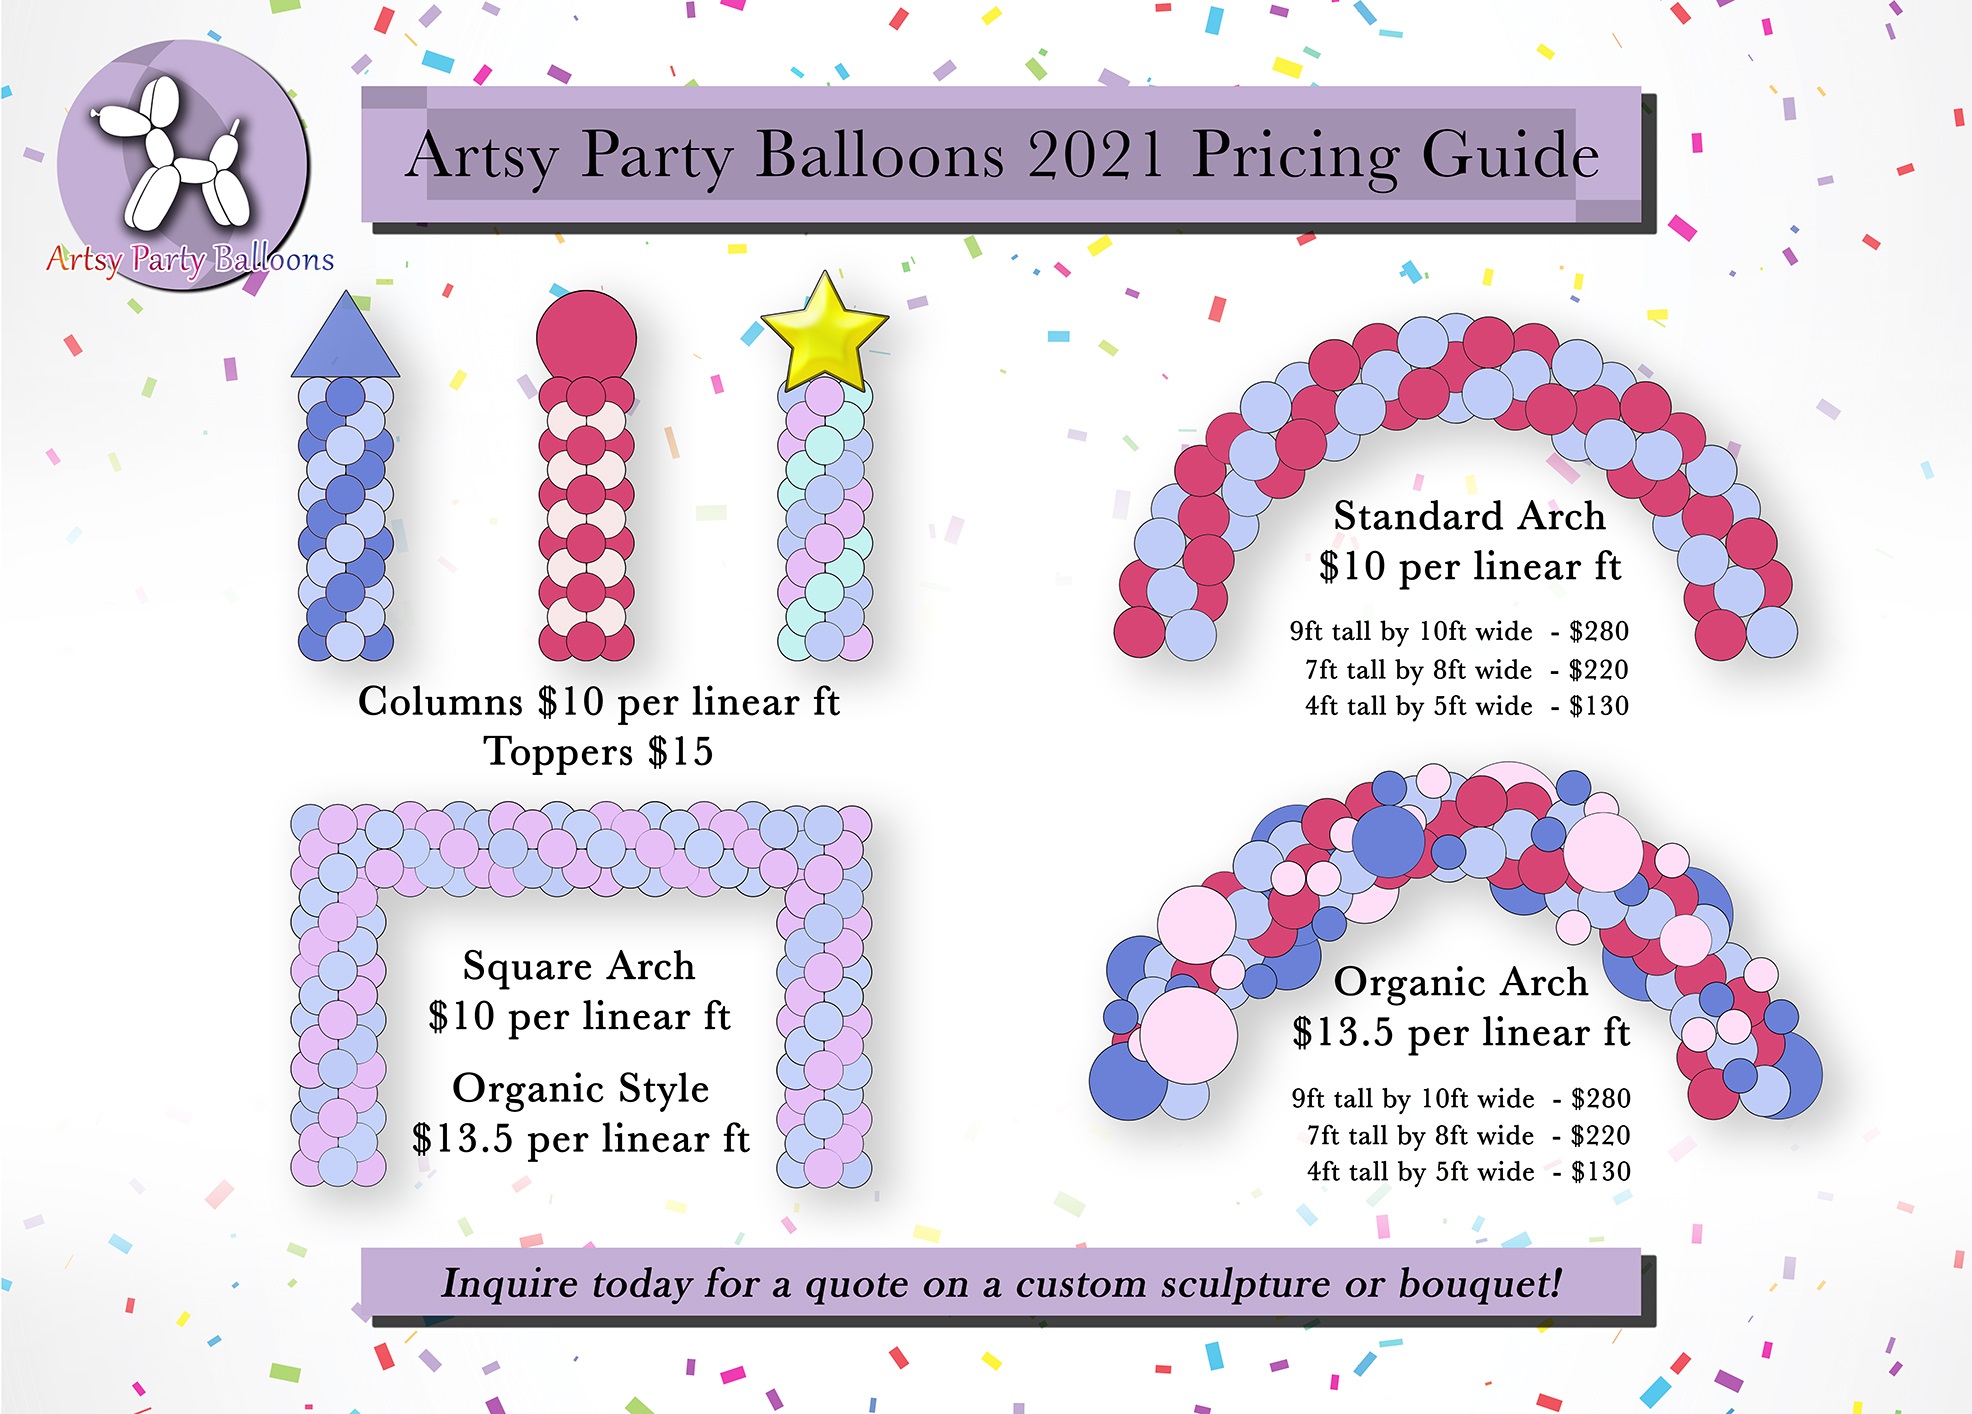 Artsy Party Balloons 2021 Pricing Guide
Artsy Party Balloons
Columns $10 per linear ft
Toppers $15
Standard Arch
$10 per linear ft
9ft tall by 10ft wide - $280
7ft tall by 8ft wide - $220
4ft tall by 5ft wide - $130
Square Arch
$10 per linear ft
Organic Style
$13.5 per linear ft
Organic Arch
$13.5 per linear ft
9ft tall by 10ft wide - $280
7ft tall by 8ft wide - $220
4ft tall by 5ft wide - $130
Inquire today for a quote on a custom sculpture or bouquet!